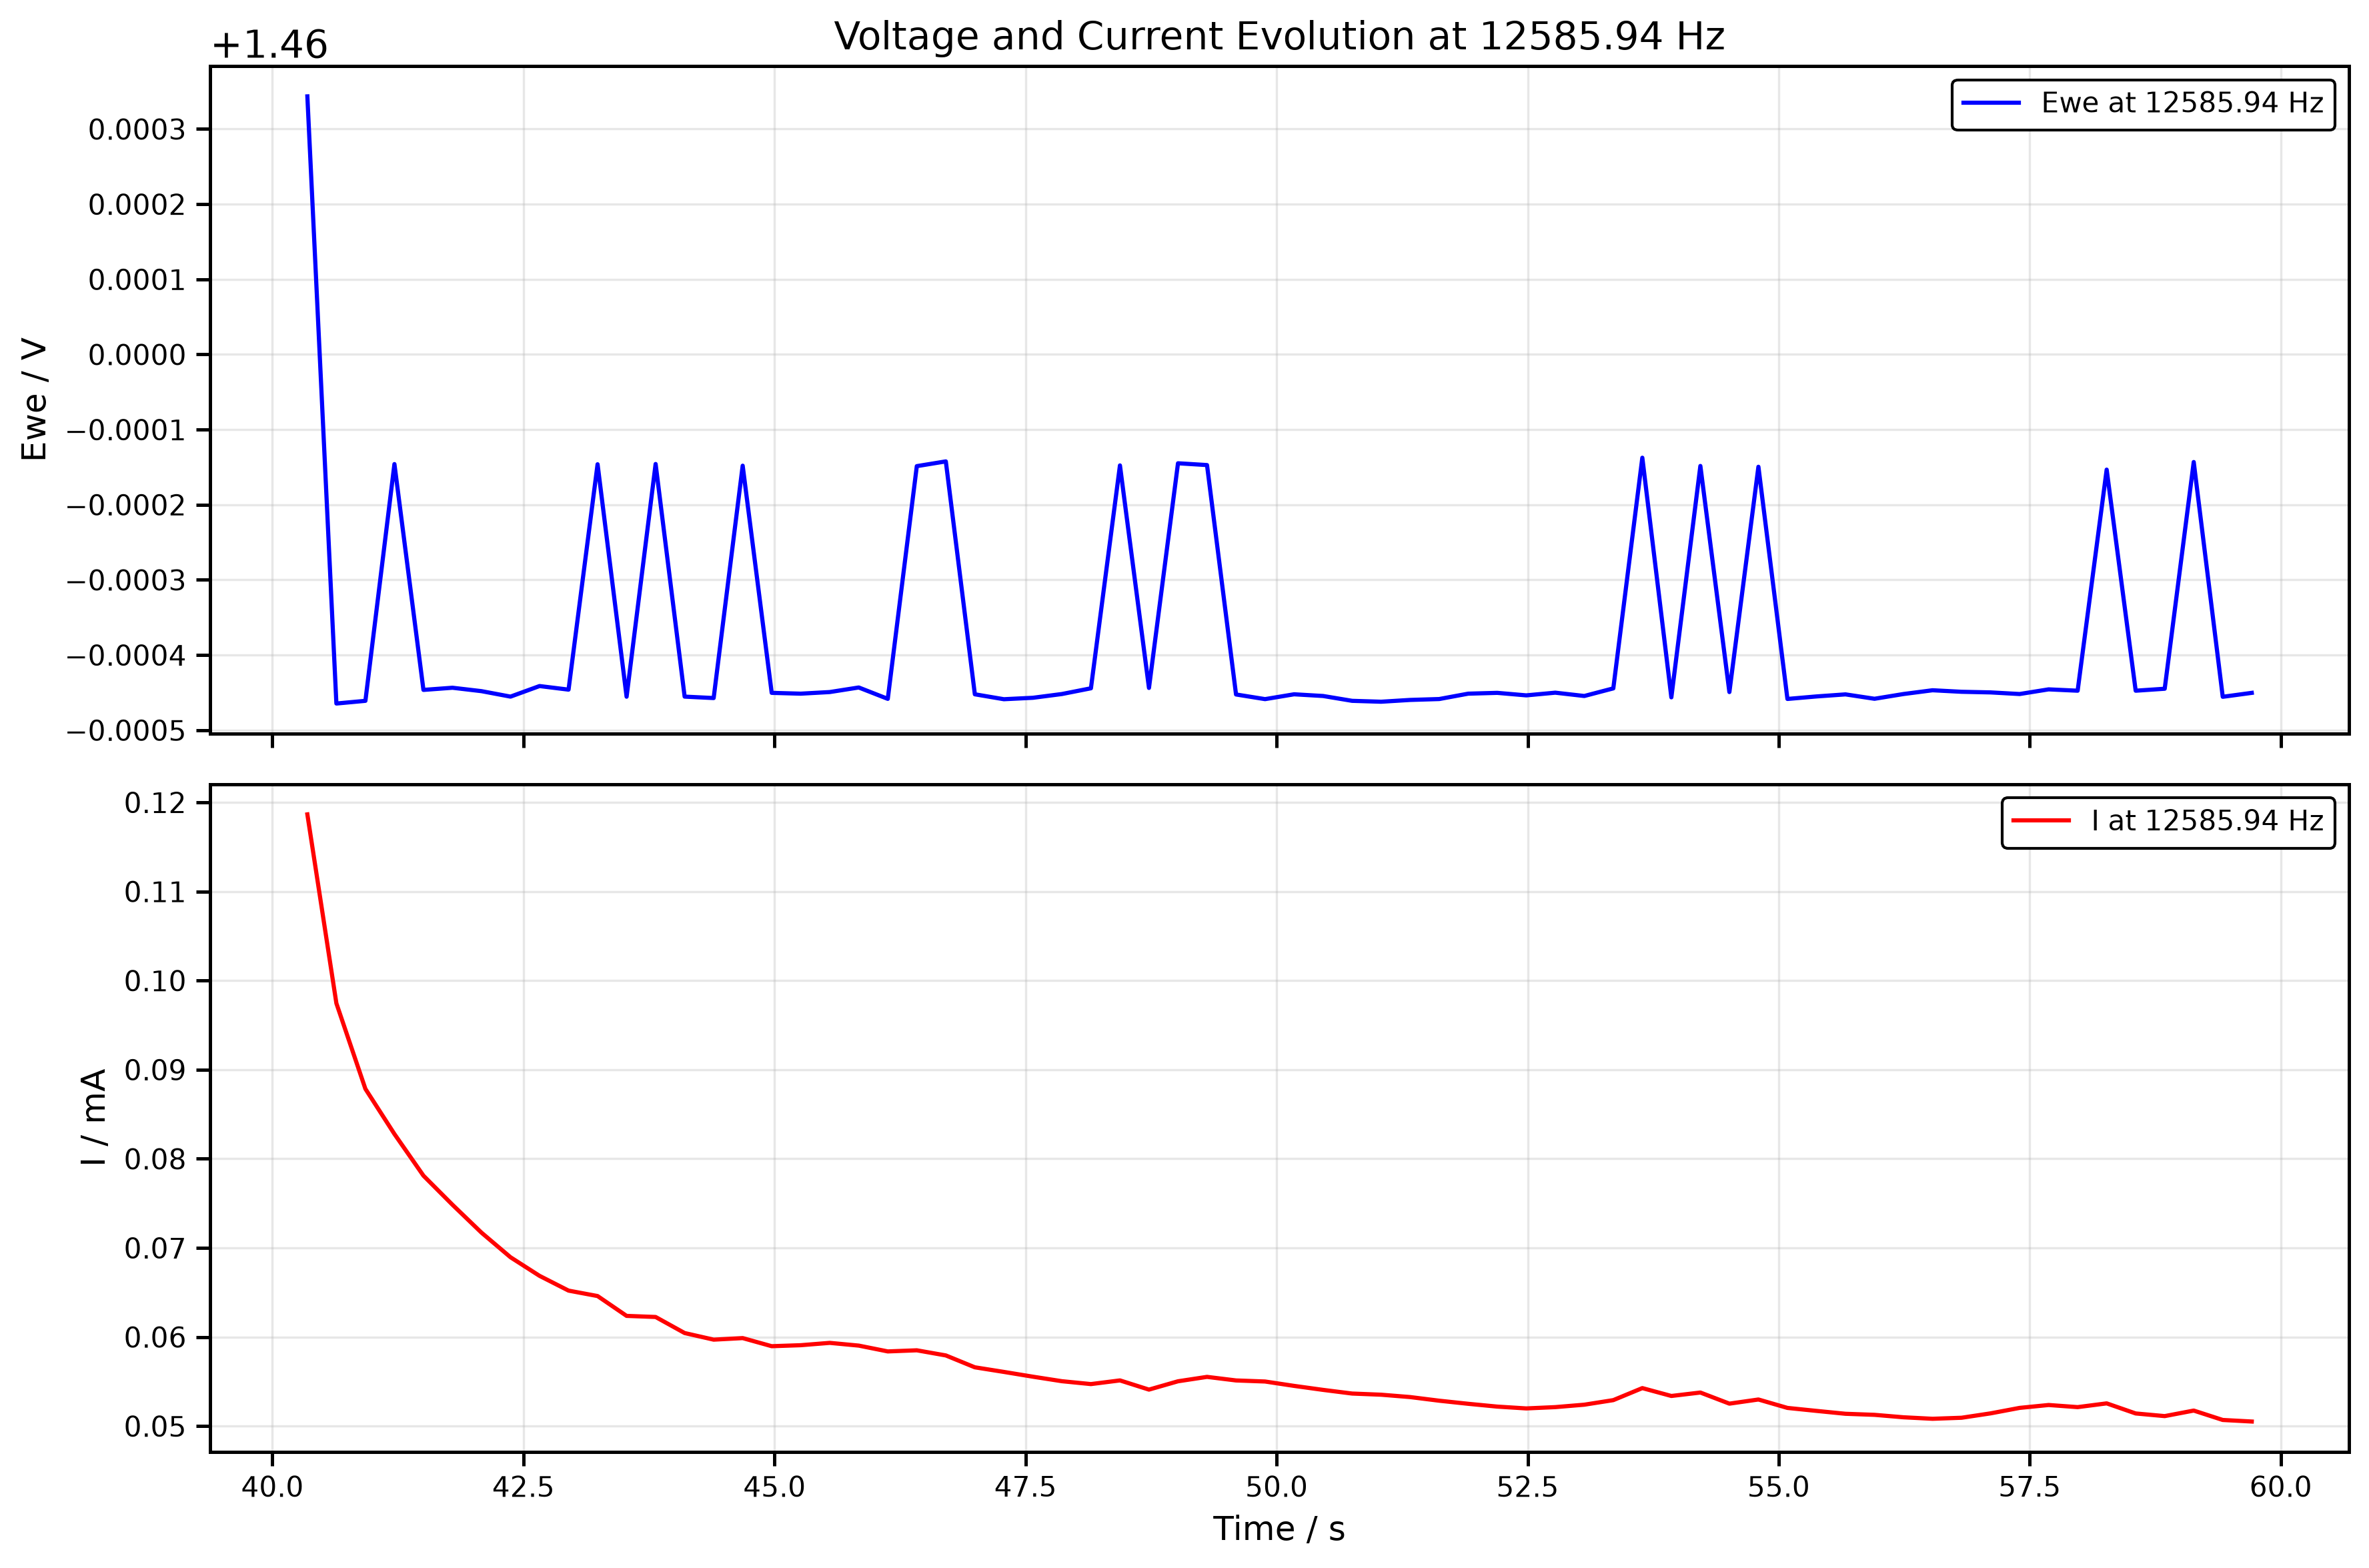 Voltage and Current Evolution at 12585.94 Hz
+1.46
Ewe at 12585.94 Hz
0.0003
0.0002
0.0001
0.0000
−0.0001
−0.0002
−0.0003
−0.0004
−0.0005
Ewe / V
I at 12585.94 Hz
0.12
0.11
0.10
0.09
0.08
0.07
0.06
0.05
I / mA
40.0 42.5 45.0 47.5 50.0 52.5 55.0 57.5 60.0
Time / s